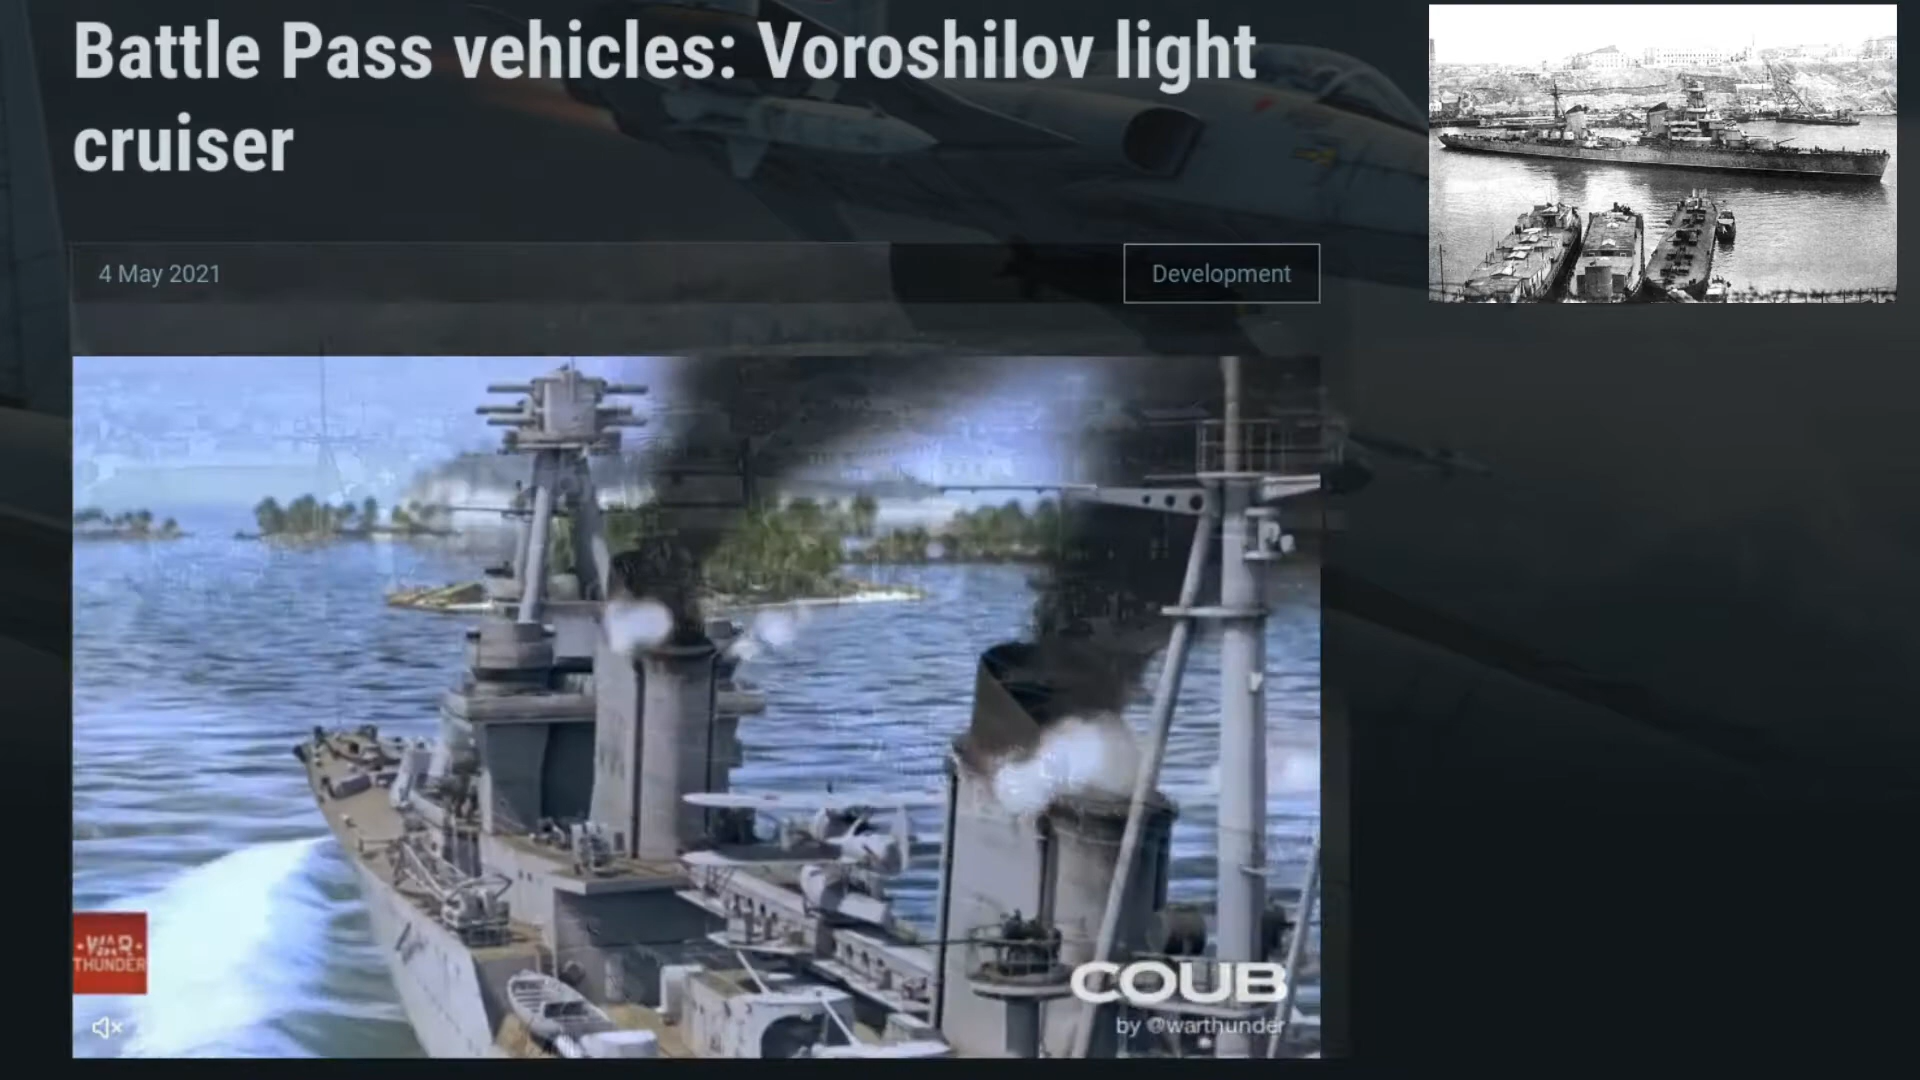 Battle Pass vehicles: Voroshilov light
cruiser
4 May 2021
Development
WAR
THUNDER
COUB
by @warthunder